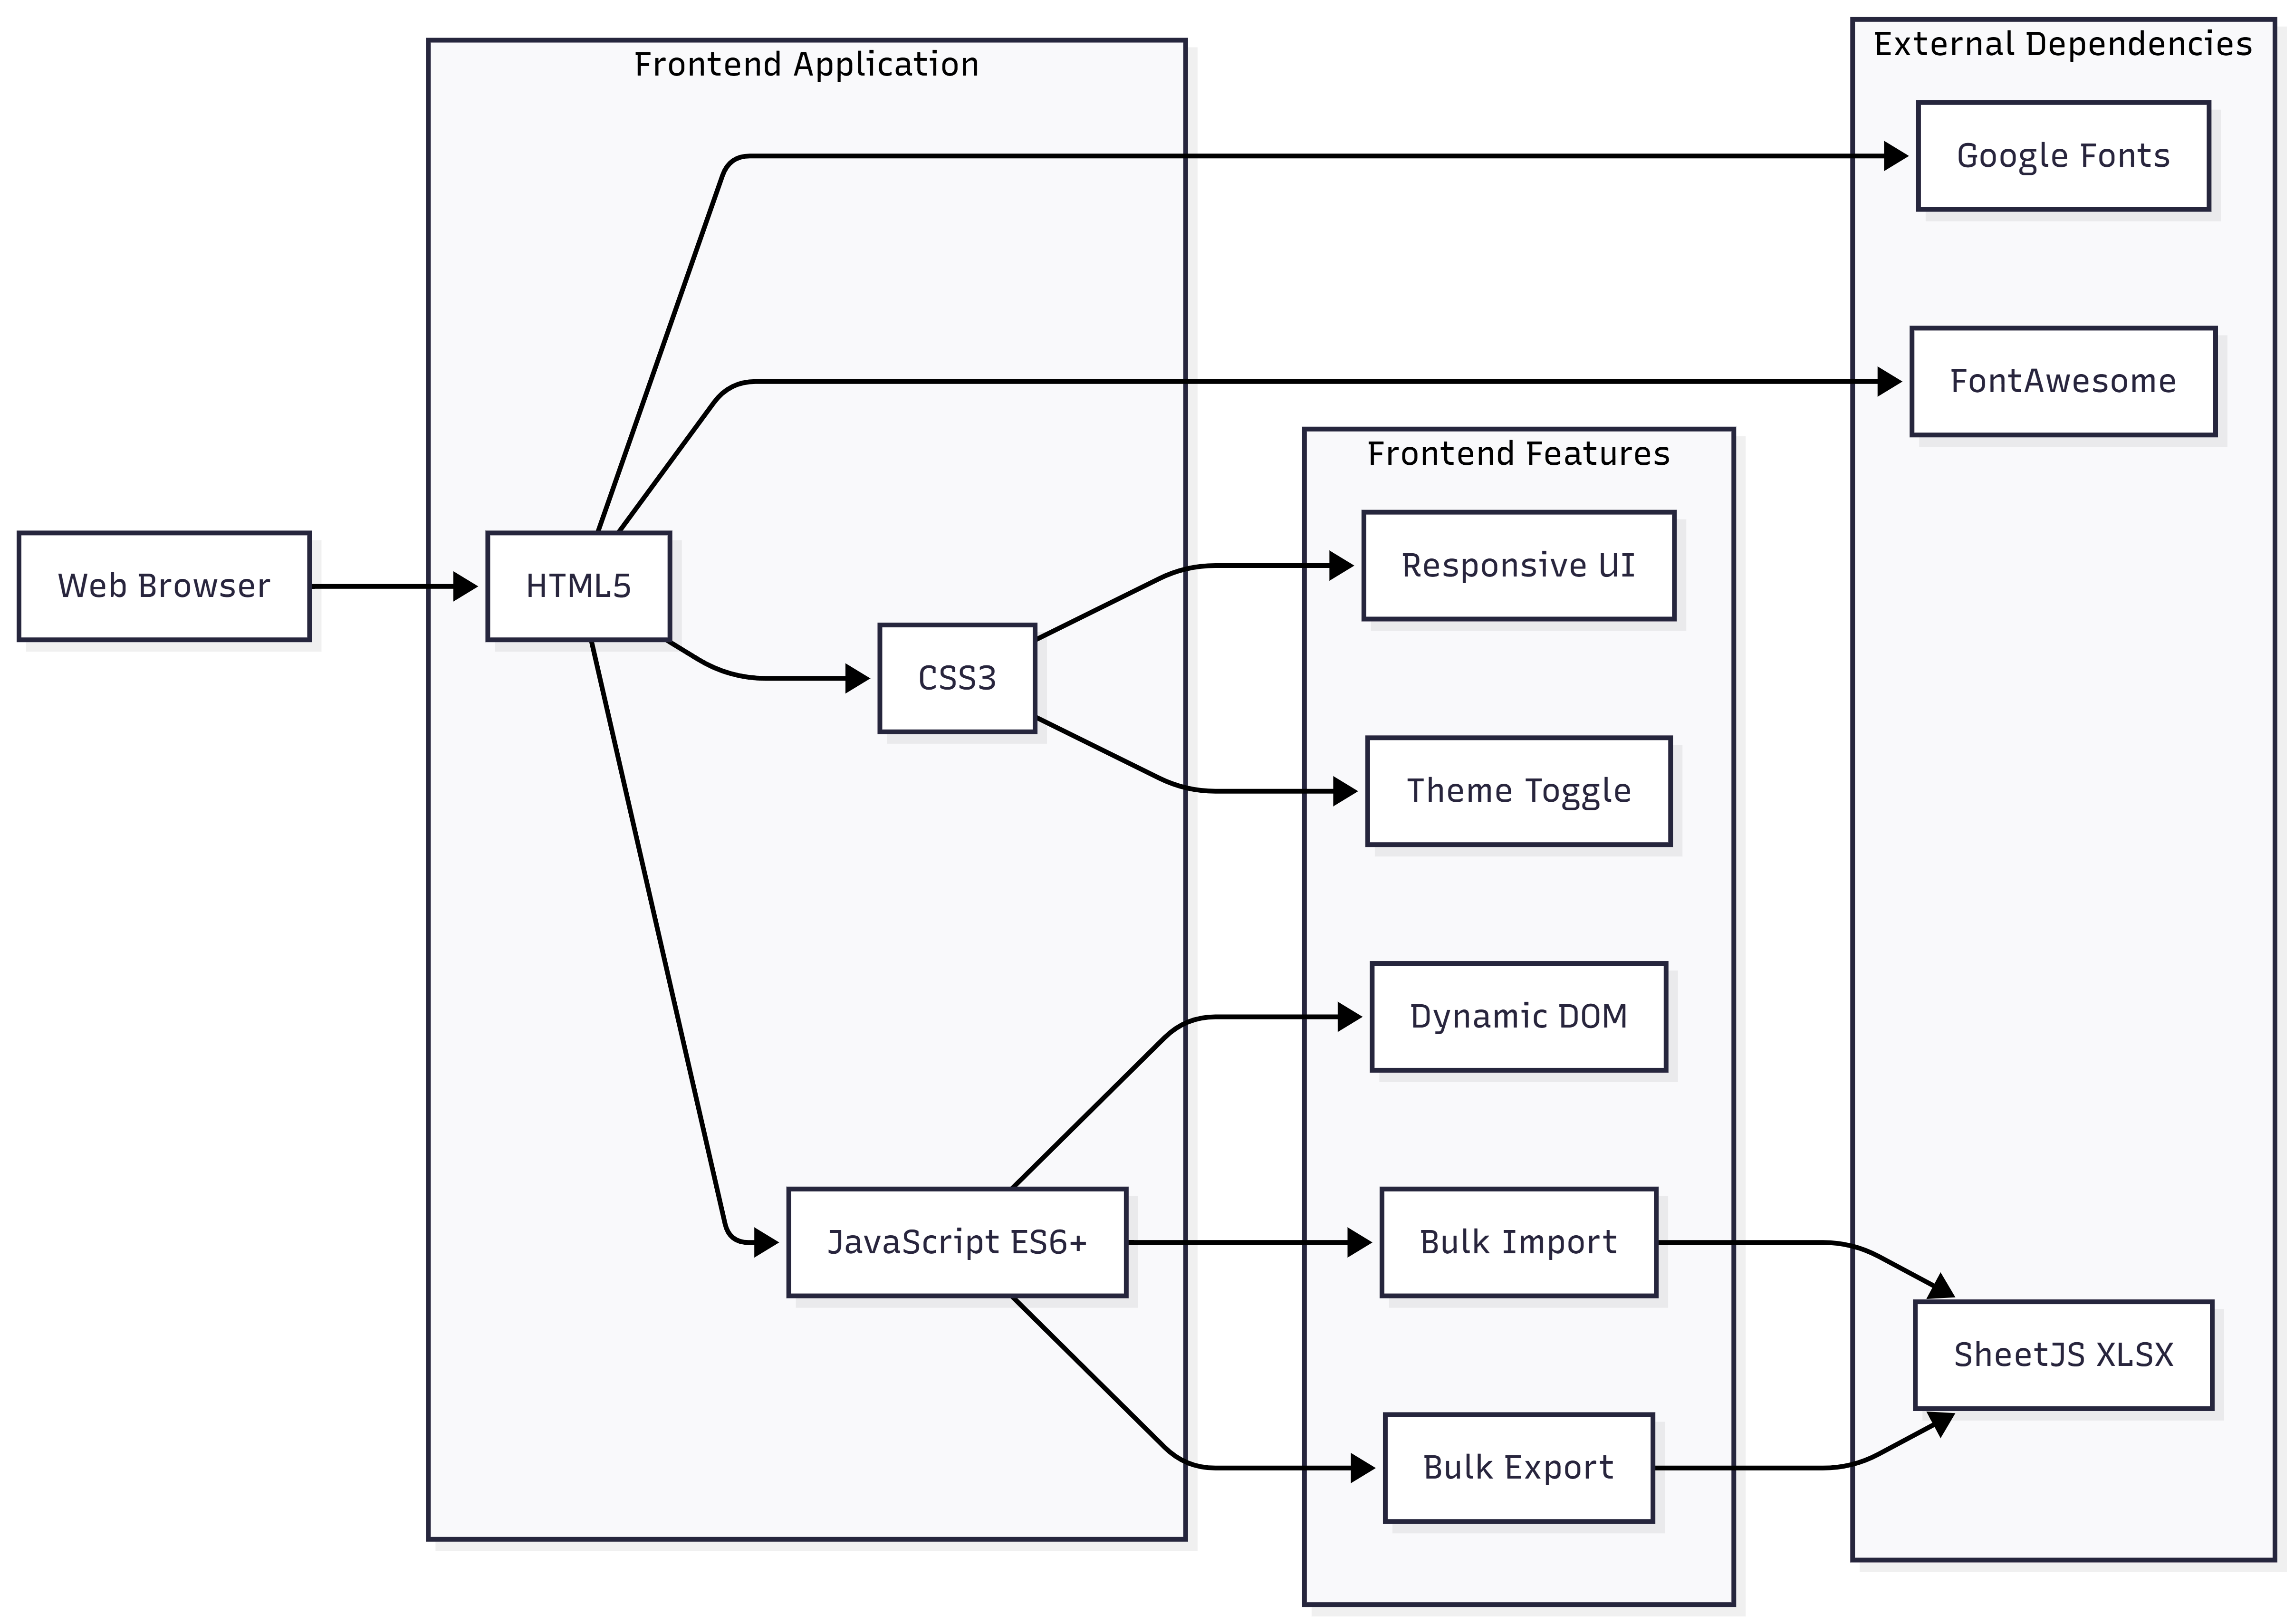 Frontend Application
External Dependencies
Google Fonts
FontAwesome
Frontend Features
Web Browser
HTML5
Responsive UI
CSS3
Theme Toggle
Dynamic DOM
JavaScript ES6+
Bulk Import
SheetJS XLSX
Bulk Export